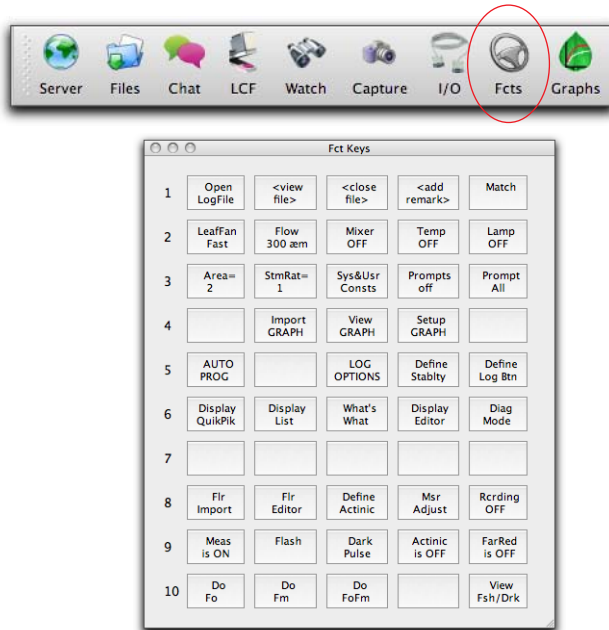 Server Files Chat LCF Watch Capture I/O Fcts Graphs
Fct Keys
1 Open LogFile <view file> <close file> <add remark> Match
2 LeafFan Fast Flow 300 æm Mixer OFF Temp OFF Lamp OFF
3 Area= 2 StmRat= 1 Sys&Usr Consts Prompts off Prompt All
4 Import GRAPH View GRAPH Setup GRAPH
5 AUTO PROG LOG OPTIONS Define Stablty Define Log Btn
6 Display QuikPik Display List What's What Display Editor Diag Mode
7
8 Flr Import Flr Editor Define Actinic Msr Adjust Rcrding OFF
9 Meas is ON Flash Dark Pulse Actinic is OFF FarRed is OFF
10 Do Fo Do Fm Do FoFm View Fsh/Drk